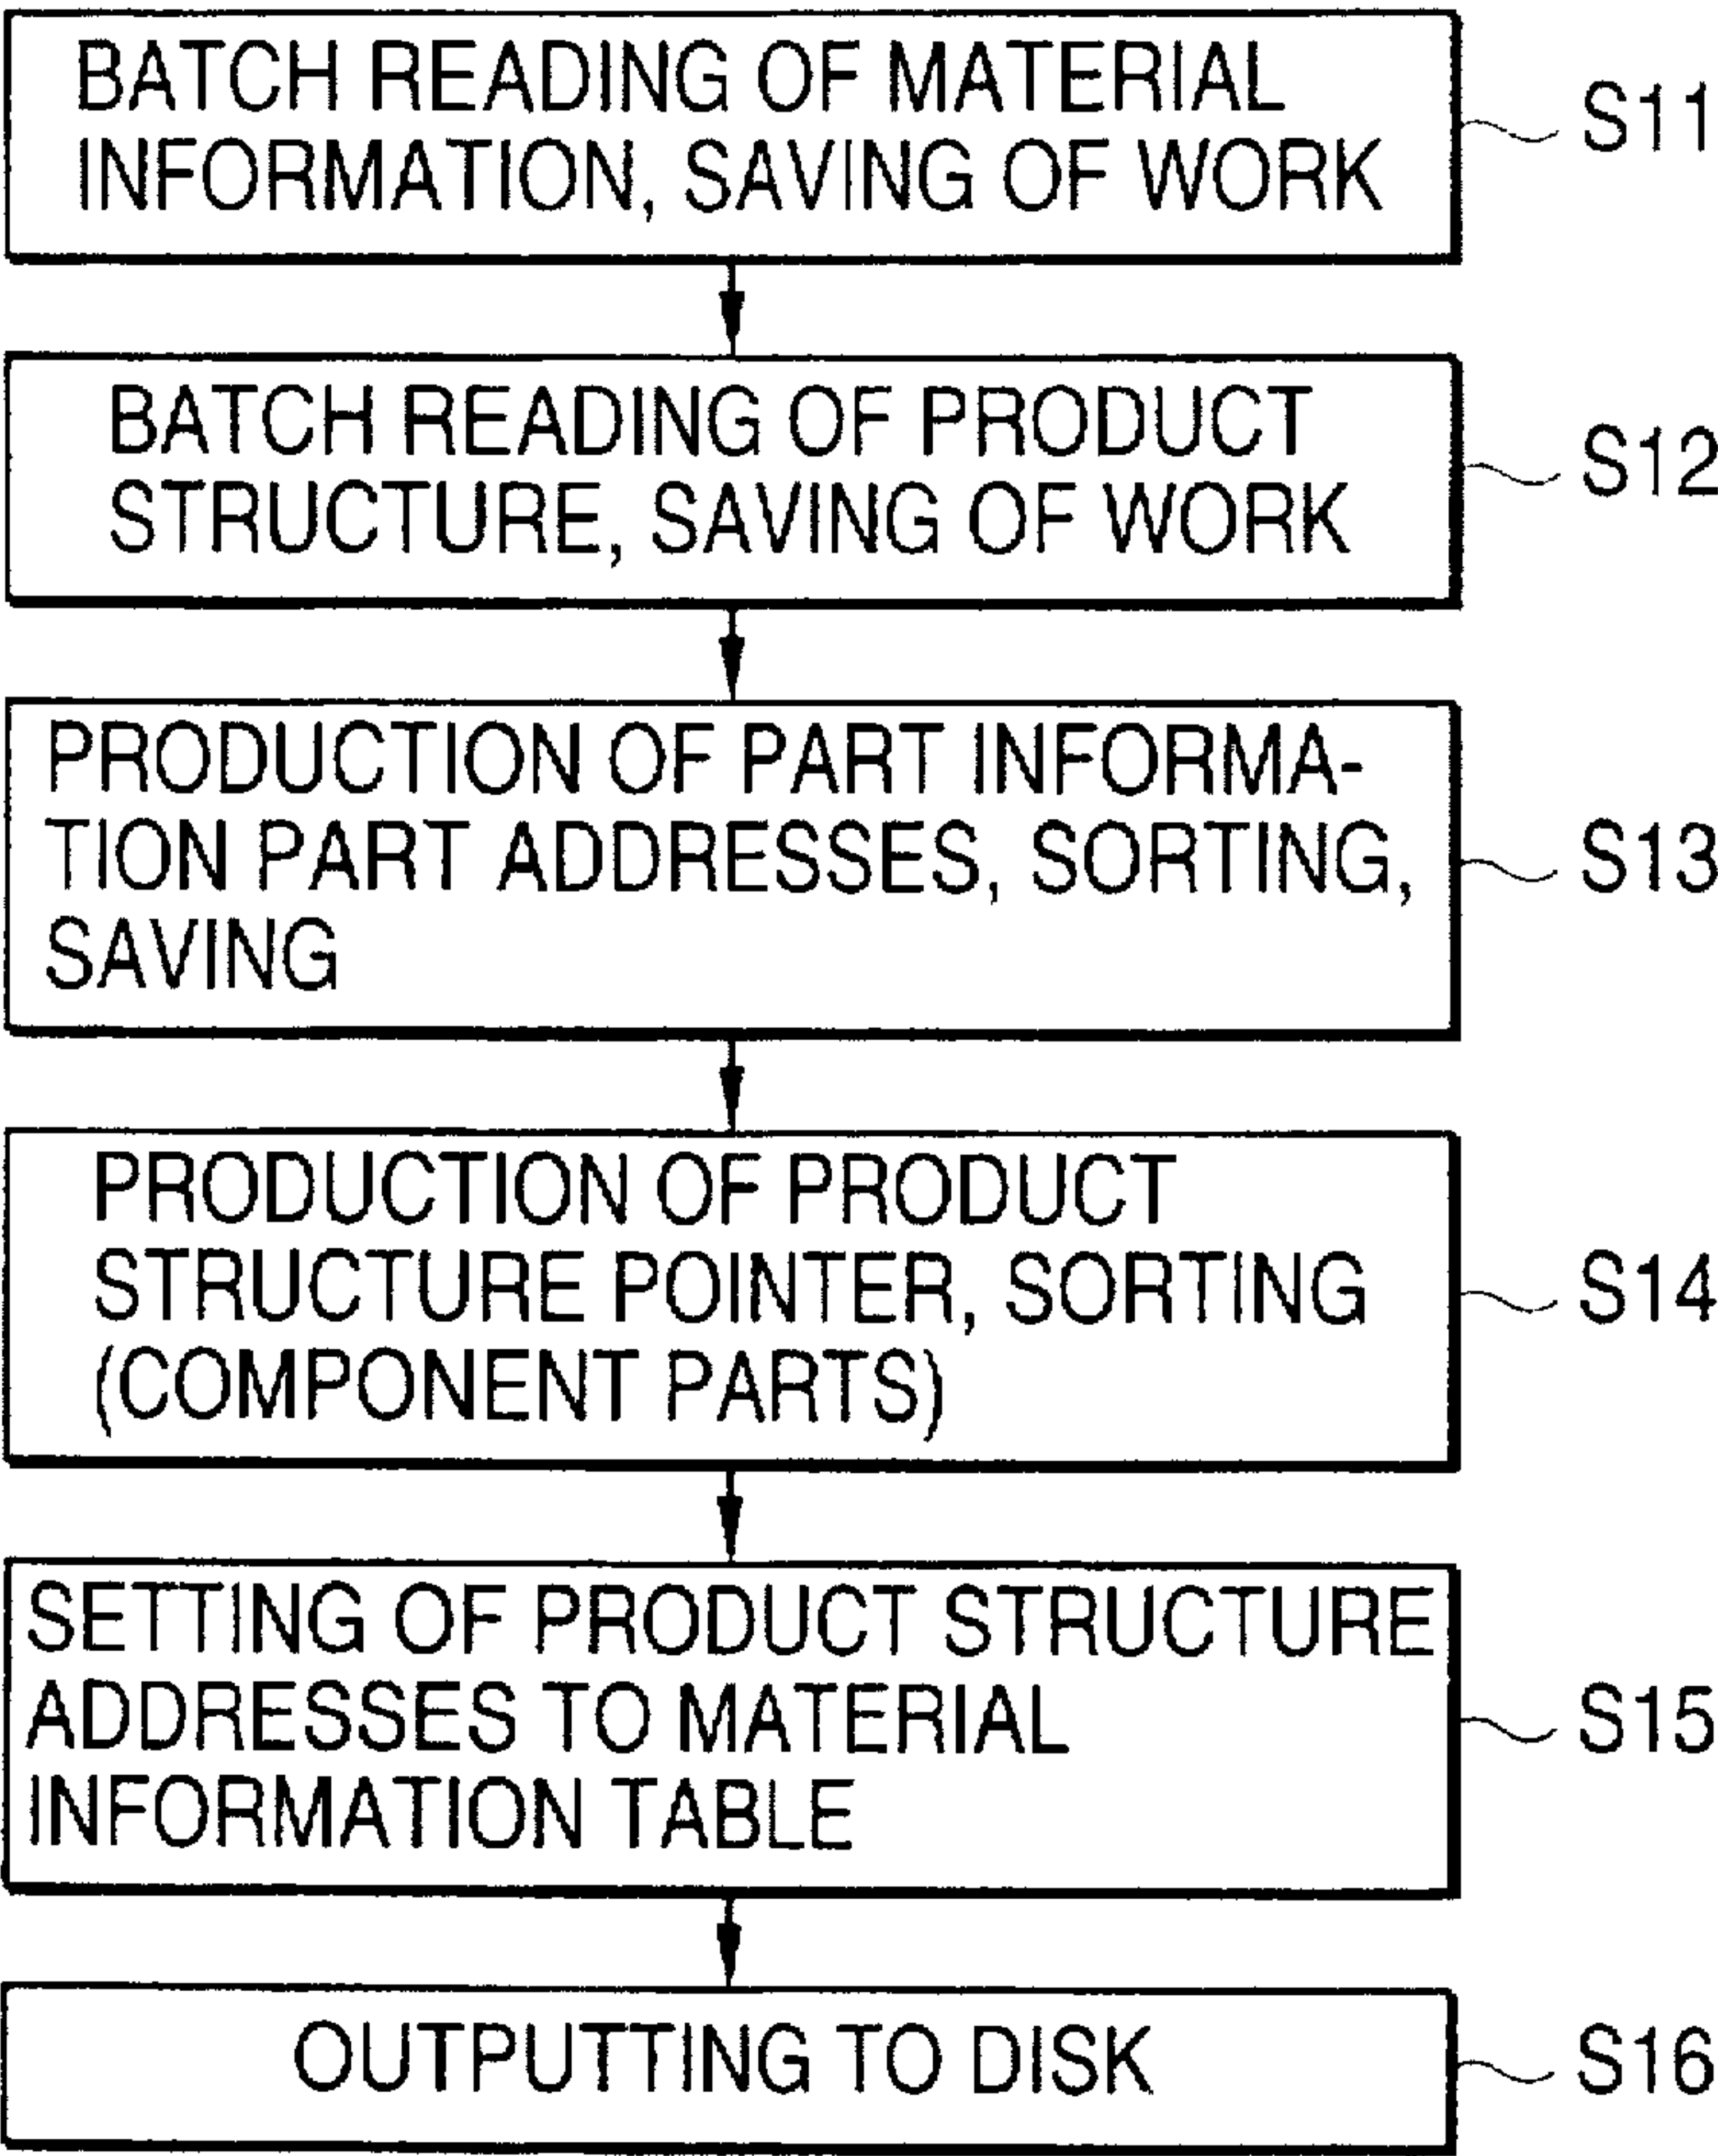 BATCH READING OF MATERIAL
INFORMATION, SAVING OF WORK
S11
BATCH READING OF PRODUCT
STRUCTURE, SAVING OF WORK
S12
PRODUCTION OF PART INFORMA-
TION PART ADDRESSES, SORTING,
SAVING
S13
PRODUCTION OF PRODUCT
STRUCTURE POINTER, SORTING
(COMPONENT PARTS)
S14
SETTING OF PRODUCT STRUCTURE
ADDRESSES TO MATERIAL
INFORMATION TABLE
S15
OUTPUTTING TO DISK
S16